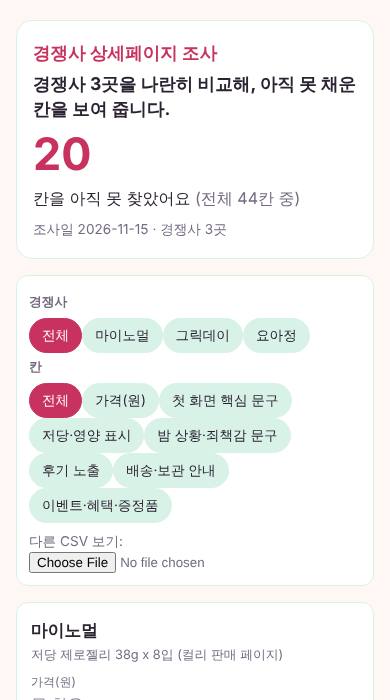 경쟁사 상세페이지 조사
경쟁사 3곳을 나란히 비교해, 아직 못 채운
칸을 보여 줍니다.
20
칸을 아직 못 찾았어요 (전체 44칸 중)
조사일 2026-11-15 · 경쟁사 3곳
경쟁사
전체 마이노멀 그릭데이 요아정
칸
전체 가격(원) 첫 화면 핵심 문구
저당·영양 표시 밤 상황·죄책감 문구
후기 노출 배송·보관 안내
이벤트·혜택·증정품
다른 CSV 보기:
Choose File No file chosen
마이노멀
저당 제로젤리 38g x 8입 (컬리 판매 페이지)
가격(원)